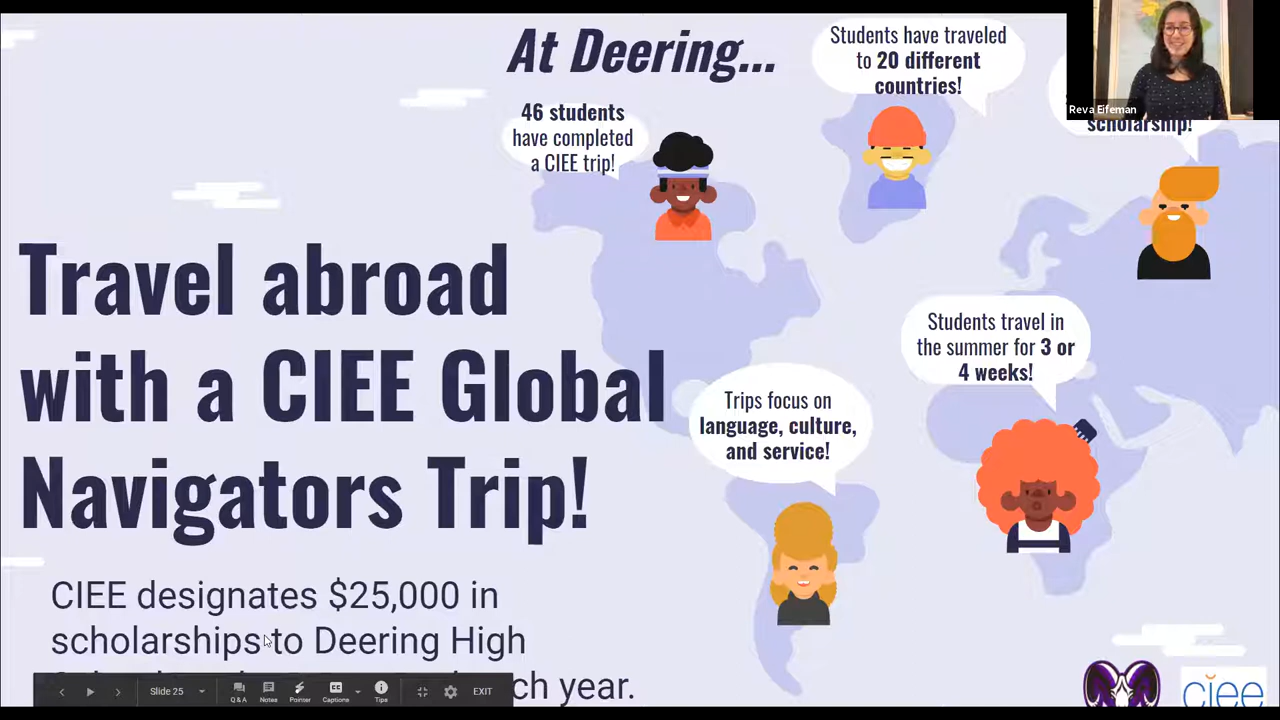 At Deering...
46 students
have completed
a CIEE trip!
Students have traveled
to 20 different
countries!
scholarship!
Reva Eifeman
Travel abroad
with a CIEE Global
Navigators Trip!
Students travel in
the summer for 3 or
4 weeks!
Trips focus on
language, culture,
and service!
CIEE designates $25,000 in
scholarships to Deering High
year.
Slide 25
Q & A
Notes
Pointer
Captions
Tips
EXIT
ciee